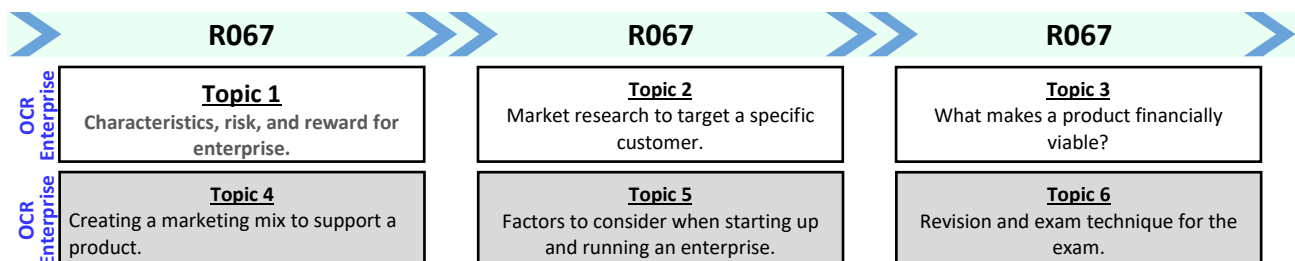 R067
R067
R067
OCR
Enterprise
Topic 1
Characteristics, risk, and reward for
enterprise.
Topic 2
Market research to target a specific
customer.
Topic 3
What makes a product financially
viable?
OCR
Enterprise
Topic 4
Creating a marketing mix to support a
product.
Topic 5
Factors to consider when starting up
and running an enterprise.
Topic 6
Revision and exam technique for the
exam.